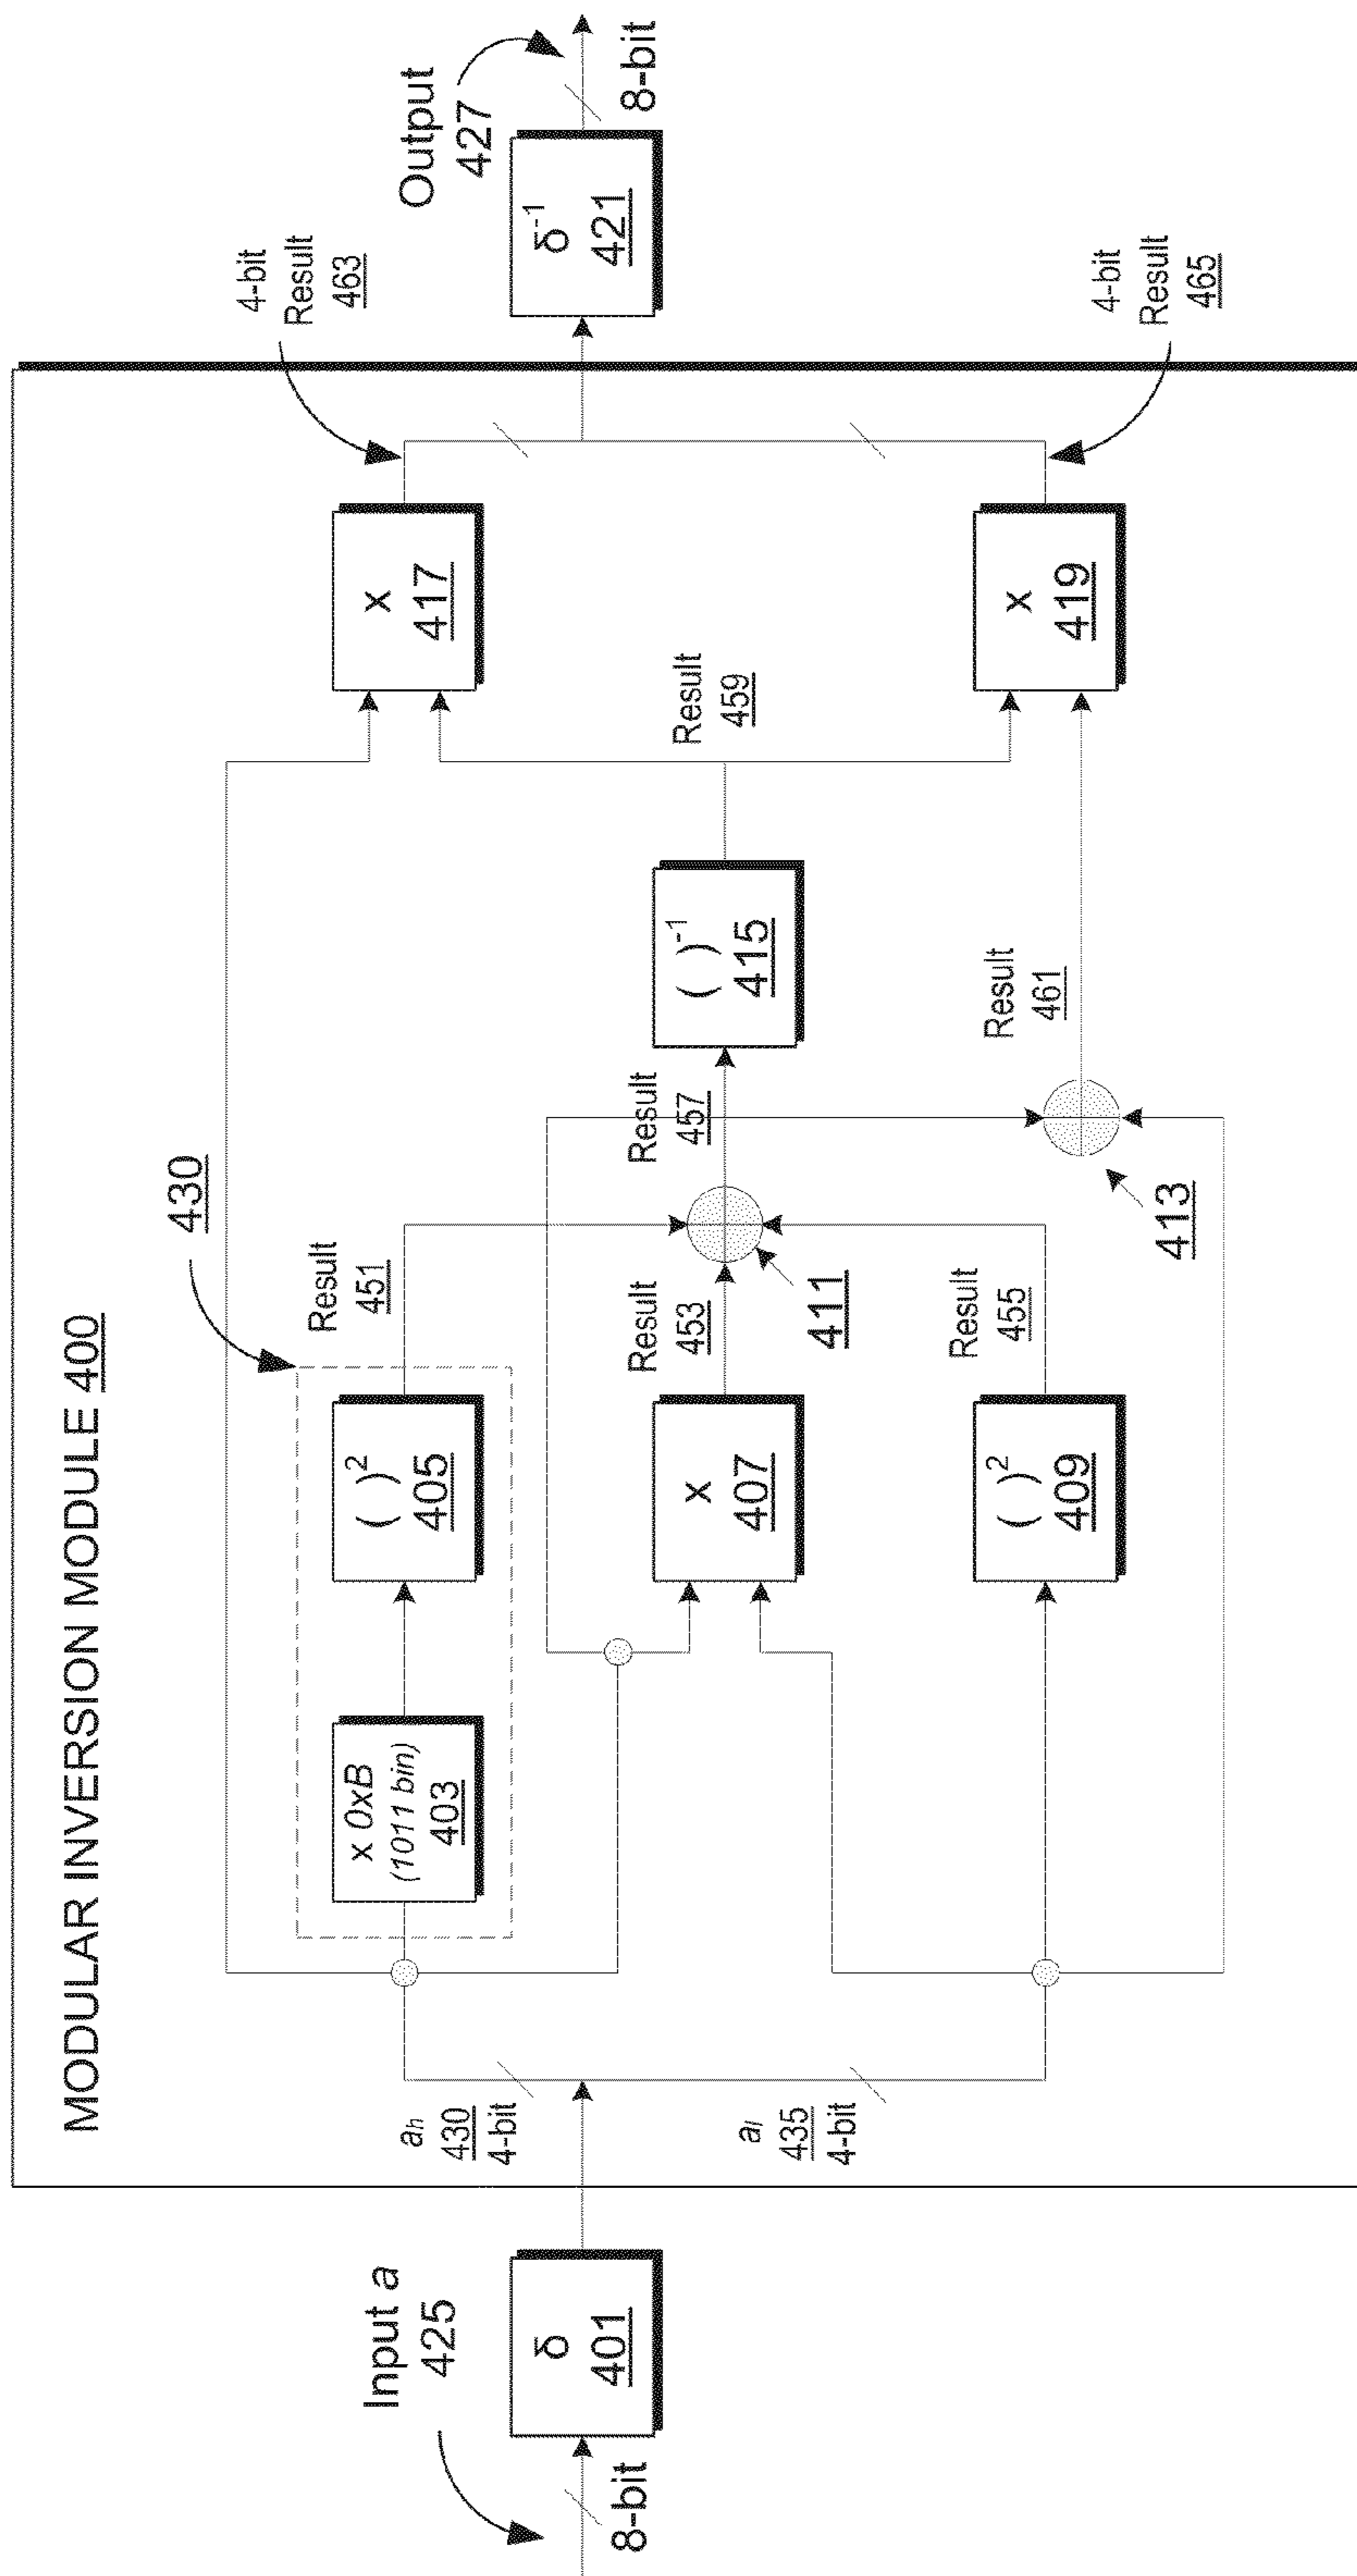 MODULAR INVERSION MODULE 400
Input a
425
8-bit
δ
401
ah
430
4-bit
al
435
4-bit
430
x 0xB
(1011 bin)
403
( )2
405
Result
451
x
407
Result
453
( )2
409
Result
455
411
Result
457
413
Result
461
( )-1
415
Result
459
x
417
x
419
4-bit
Result
463
4-bit
Result
465
δ-1
421
Output
427
8-bit